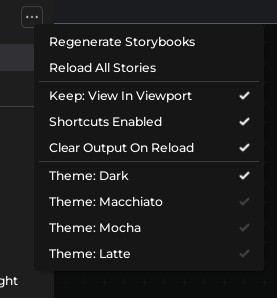 Regenerate Storybooks
Reload All Stories
Keep: View In Viewport
Shortcuts Enabled
Clear Output On Reload
Theme: Dark
Theme: Macchiato
Theme: Mocha
Theme: Latte
ght